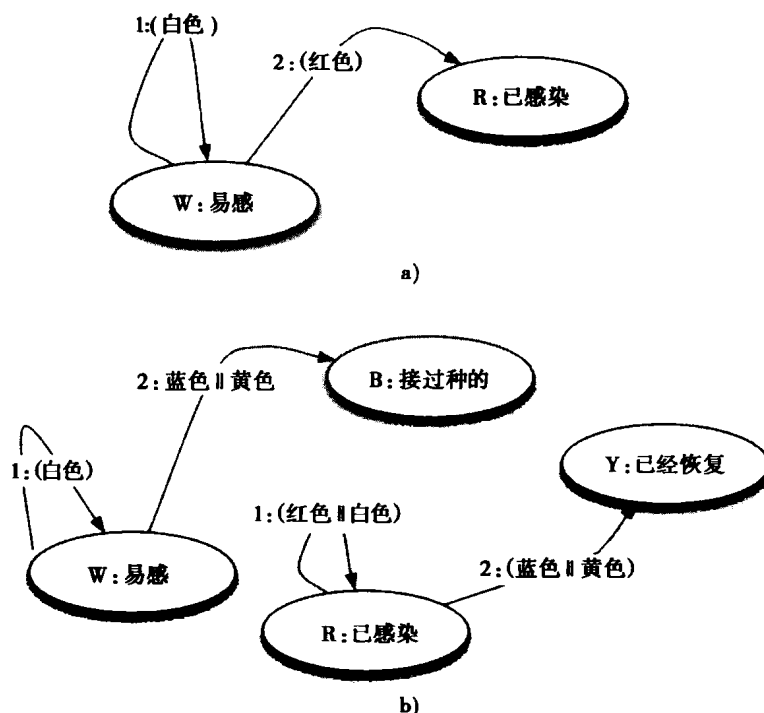 1:(白色)
2:(红色)
R:已感染
W:易感
a)
2:蓝色‖黄色
B:接过种的
Y:已经恢复
1:(白色)
1:(红色‖白色)
W:易感
2:(蓝色‖黄色)
R:已感染
b)